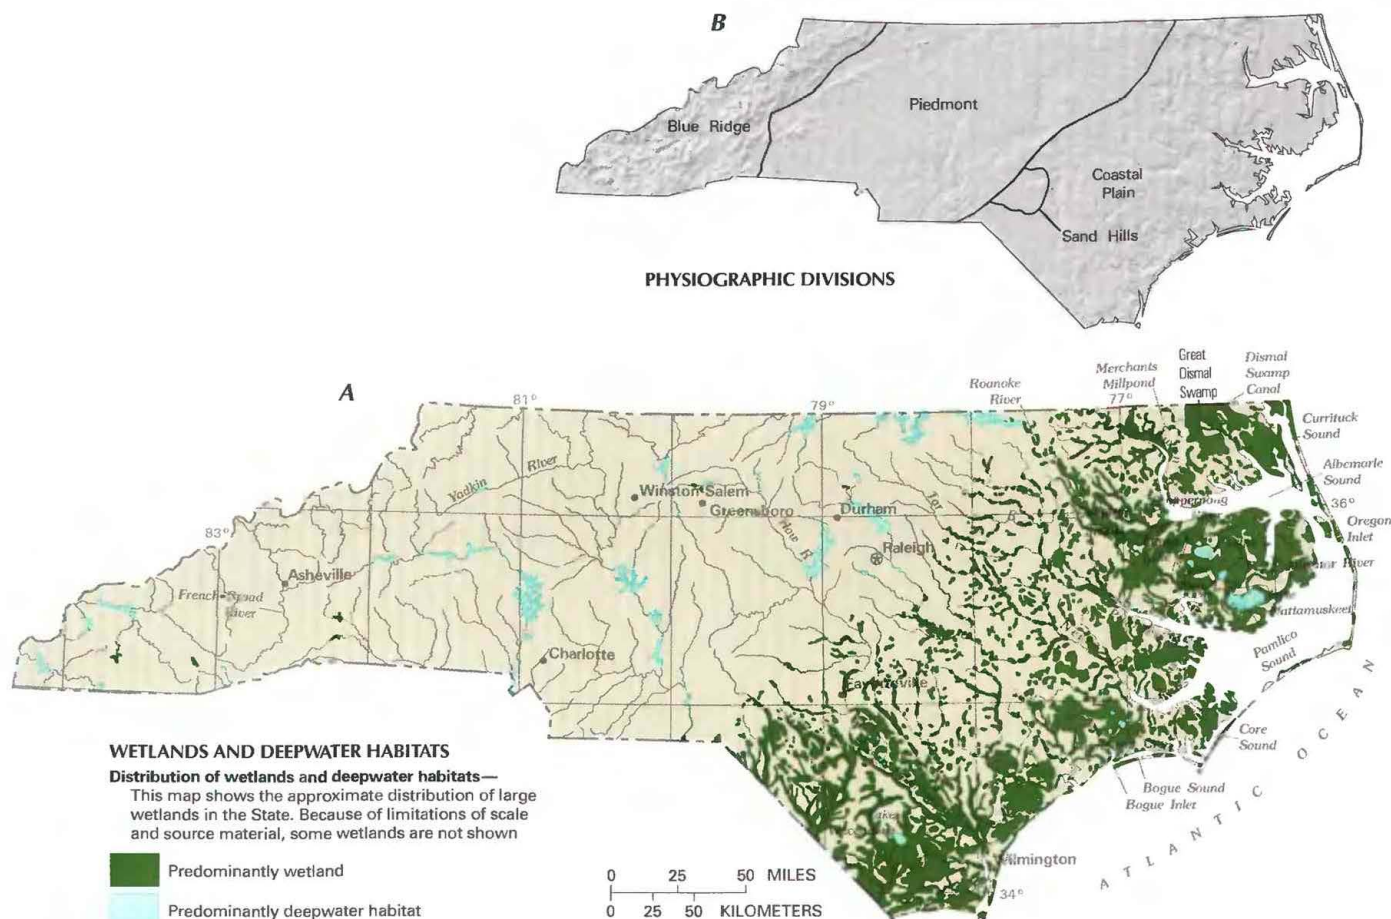 B
Blue Ridge
Piedmont
Coastal
Plain
Sand Hills
PHYSIOGRAPHIC DIVISIONS
A
81°
79°
77°
83°
36°
34°
Roanoke
River
Merchants
Millpond
Great
Dismal
Swamp
Dismal
Swamp
Canal
Currituck
Sound
Albemarle
Sound
Oregon
Inlet
River
Pamlico
Sound
Core
Sound
Bogue Sound
Bogue Inlet
ATLANTIC OCEAN
Yadkin River
Winston-Salem
Greensboro
Haw R
Durham
Tar
R
Raleigh
Asheville
French Broad
River
Charlotte
Fayetteville
Wilmington
WETLANDS AND DEEPWATER HABITATS
Distribution of wetlands and deepwater habitats—
This map shows the approximate distribution of large
wetlands in the State. Because of limitations of scale
and source material, some wetlands are not shown
Predominantly wetland
Predominantly deepwater habitat
0 25 50 MILES
0 25 50 KILOMETERS